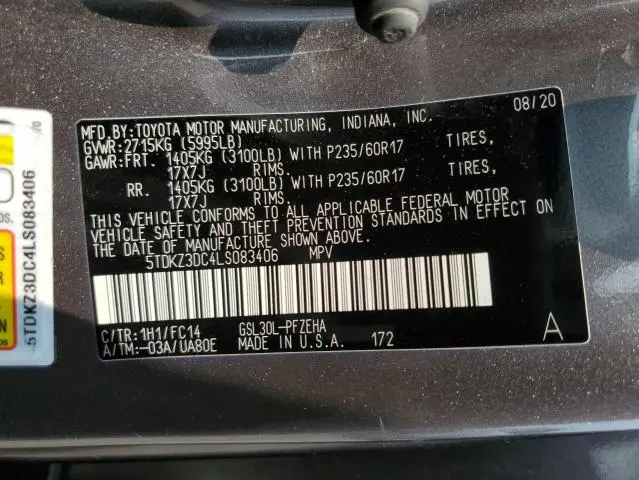 08/20
MFD.BY:TOYOTA MOTOR MANUFACTURING, INDIANA, INC.
GVWR:2715KG (5995LB)
GAWR:FRT. 1405KG (3100LB) WITH P235/60R17 TIRES,
17X7J RIMS.
RR. 1405KG (3100LB) WITH P235/60R17 TIRES,
17X7J RIMS.
THIS VEHICLE CONFORMS TO ALL APPLICABLE FEDERAL MOTOR
VEHICLE SAFETY AND THEFT PREVENTION STANDARDS IN EFFECT ON
THE DATE OF MANUFACTURE SHOWN ABOVE.
5TDKZ3DC4LS083406 MPV
C/TR:1H1/FC14 GSL30L-PFZEHA
A/TM:-03A/UA80E MADE IN U.S.A. 172 A
5TDKZ3DC4LS083406